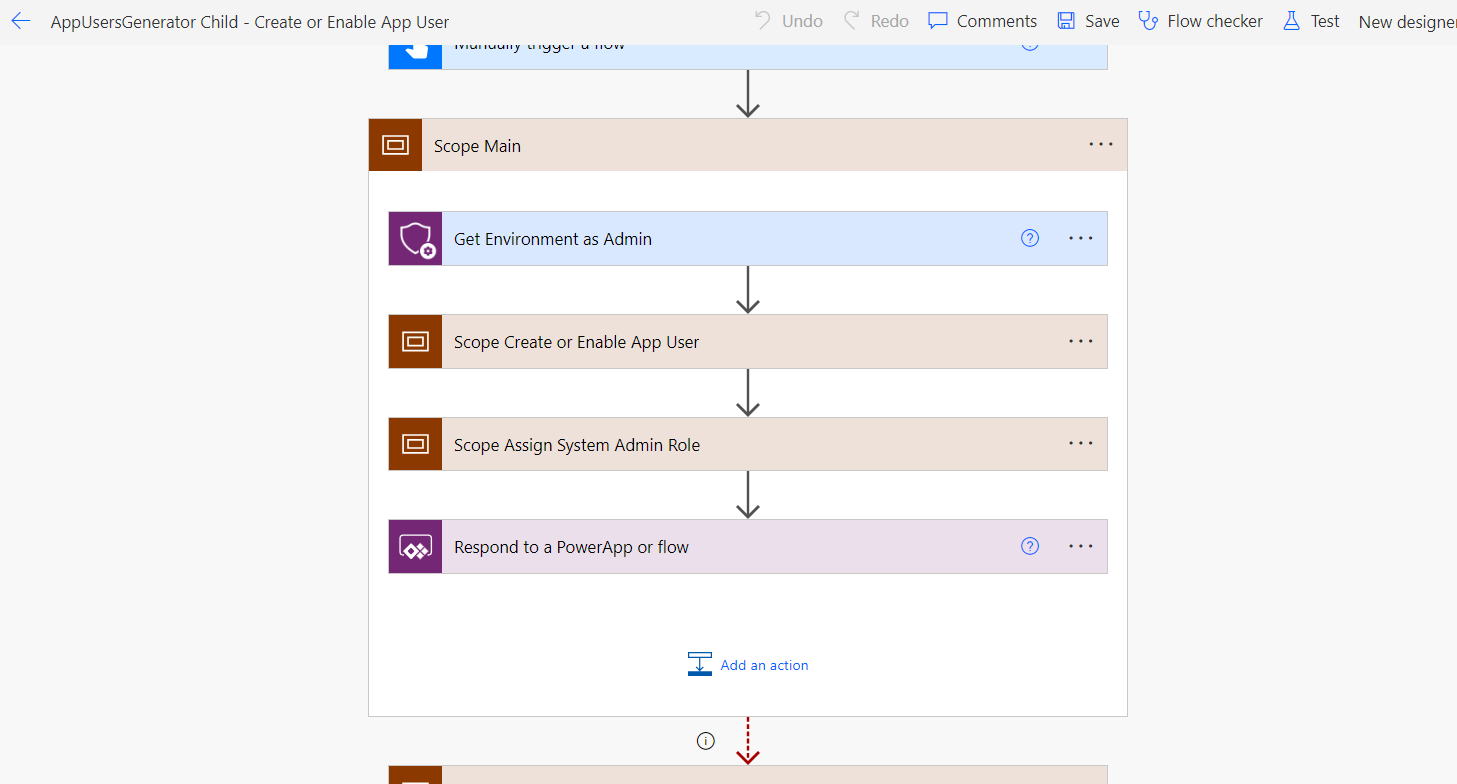 AppUsersGenerator Child - Create or Enable App User
Undo
Redo
Comments
Save
Flow checker
Test
New designer
Manually trigger a flow
Scope Main
Get Environment as Admin
Scope Create or Enable App User
Scope Assign System Admin Role
Respond to a PowerApp or flow
Add an action